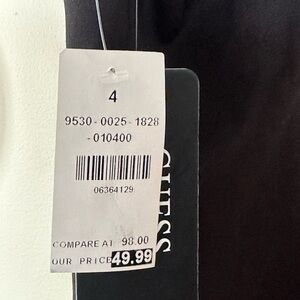 4
9530-0025-1828
-010400
06364129
COMPARE AT 98.00
OUR PRICE 49.99
GUESS